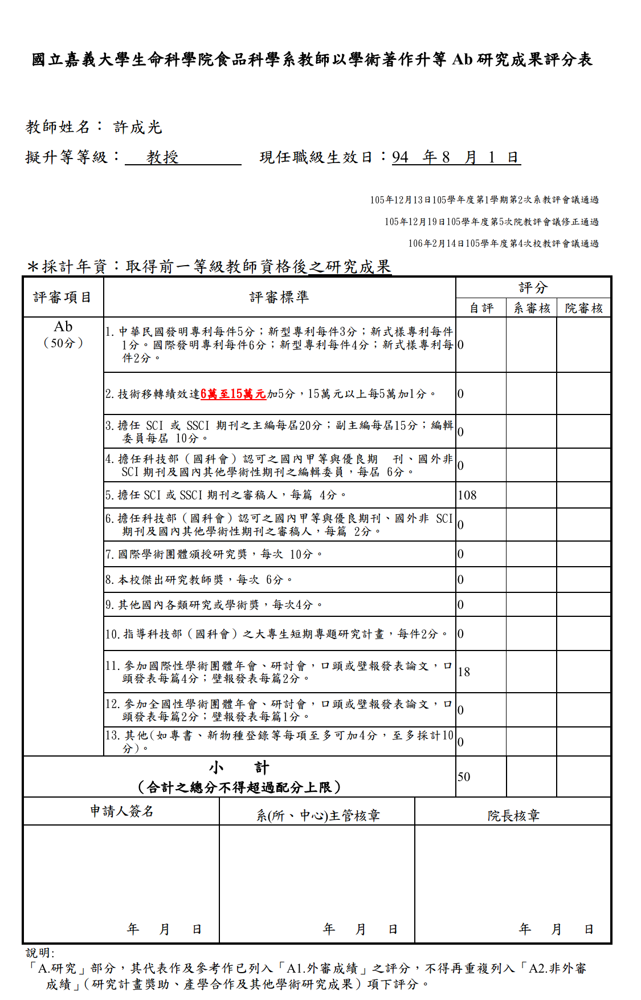 國立嘉義大學生命科學院食品科學系教師以學術著作升等 Ab 研究成果評分表
教師姓名： 許成光
擬升等等級： 教授 現任職級生效日：94 年 8 月 1 日
105年12月13日105學年度第1學期第2次系教評會議通過
105年12月19日105學年度第5次院教評會議修正通過
106年2月14日105學年度第4次校教評會議通過
＊採計年資：取得前一等級教師資格後之研究成果
評審項目 評審標準 評分
自評 系審核 院審核
Ab
（50分）
1.中華民國發明專利每件5分；新型專利每件3分；新式樣專利每件
1分。國際發明專利每件6分；新型專利每件4分；新式樣專利每 0
件2分。
2.技術移轉績效達6萬至15萬元加5分，15萬元以上每5萬加1分。 0
3.擔任 SCI 或 SSCI 期刊之主編每屆20分；副主編每屆15分；編輯
委員每屆 10分。 0
4.擔任科技部（國科會）認可之國內甲等與優良期 刊、國外非
SCI 期刊及國內其他學術性期刊之編輯委員，每屆 6分。 0
5.擔任 SCI 或 SSCI 期刊之審稿人，每篇 4分。 108
6.擔任科技部（國科會）認可之國內甲等與優良期刊、國外非 SCI
期刊及國內其他學術性期刊之審稿人，每篇 2分。 0
7.國際學術團體頒授研究獎，每次 10分。 0
8.本校傑出研究教師獎，每次 6分。 0
9.其他國內各類研究或學術獎，每次4分。 0
10.指導科技部（國科會）之大專生短期專題研究計畫，每件2分。 0
11.參加國際性學術團體年會、研討會，口頭或壁報發表論文，口
頭發表每篇4分；壁報發表每篇2分。 18
12.參加全國性學術團體年會、研討會，口頭或壁報發表論文，口
頭發表每篇2分；壁報發表每篇1分。 0
13.其他(如專書、新物種登錄等每項至多可加4分，至多採計10
分)。 0
小 計
（合計之總分不得超過配分上限） 50
申請人簽名 系(所、中心)主管核章 院長核章
年 月 日 年 月 日 年 月 日
說明:
「A.研究」部分，其代表作及參考作已列入「A1.外審成績」之評分，不得再重複列入「A2.非外審
成績」（研究計畫獎助、產學合作及其他學術研究成果）項下評分。